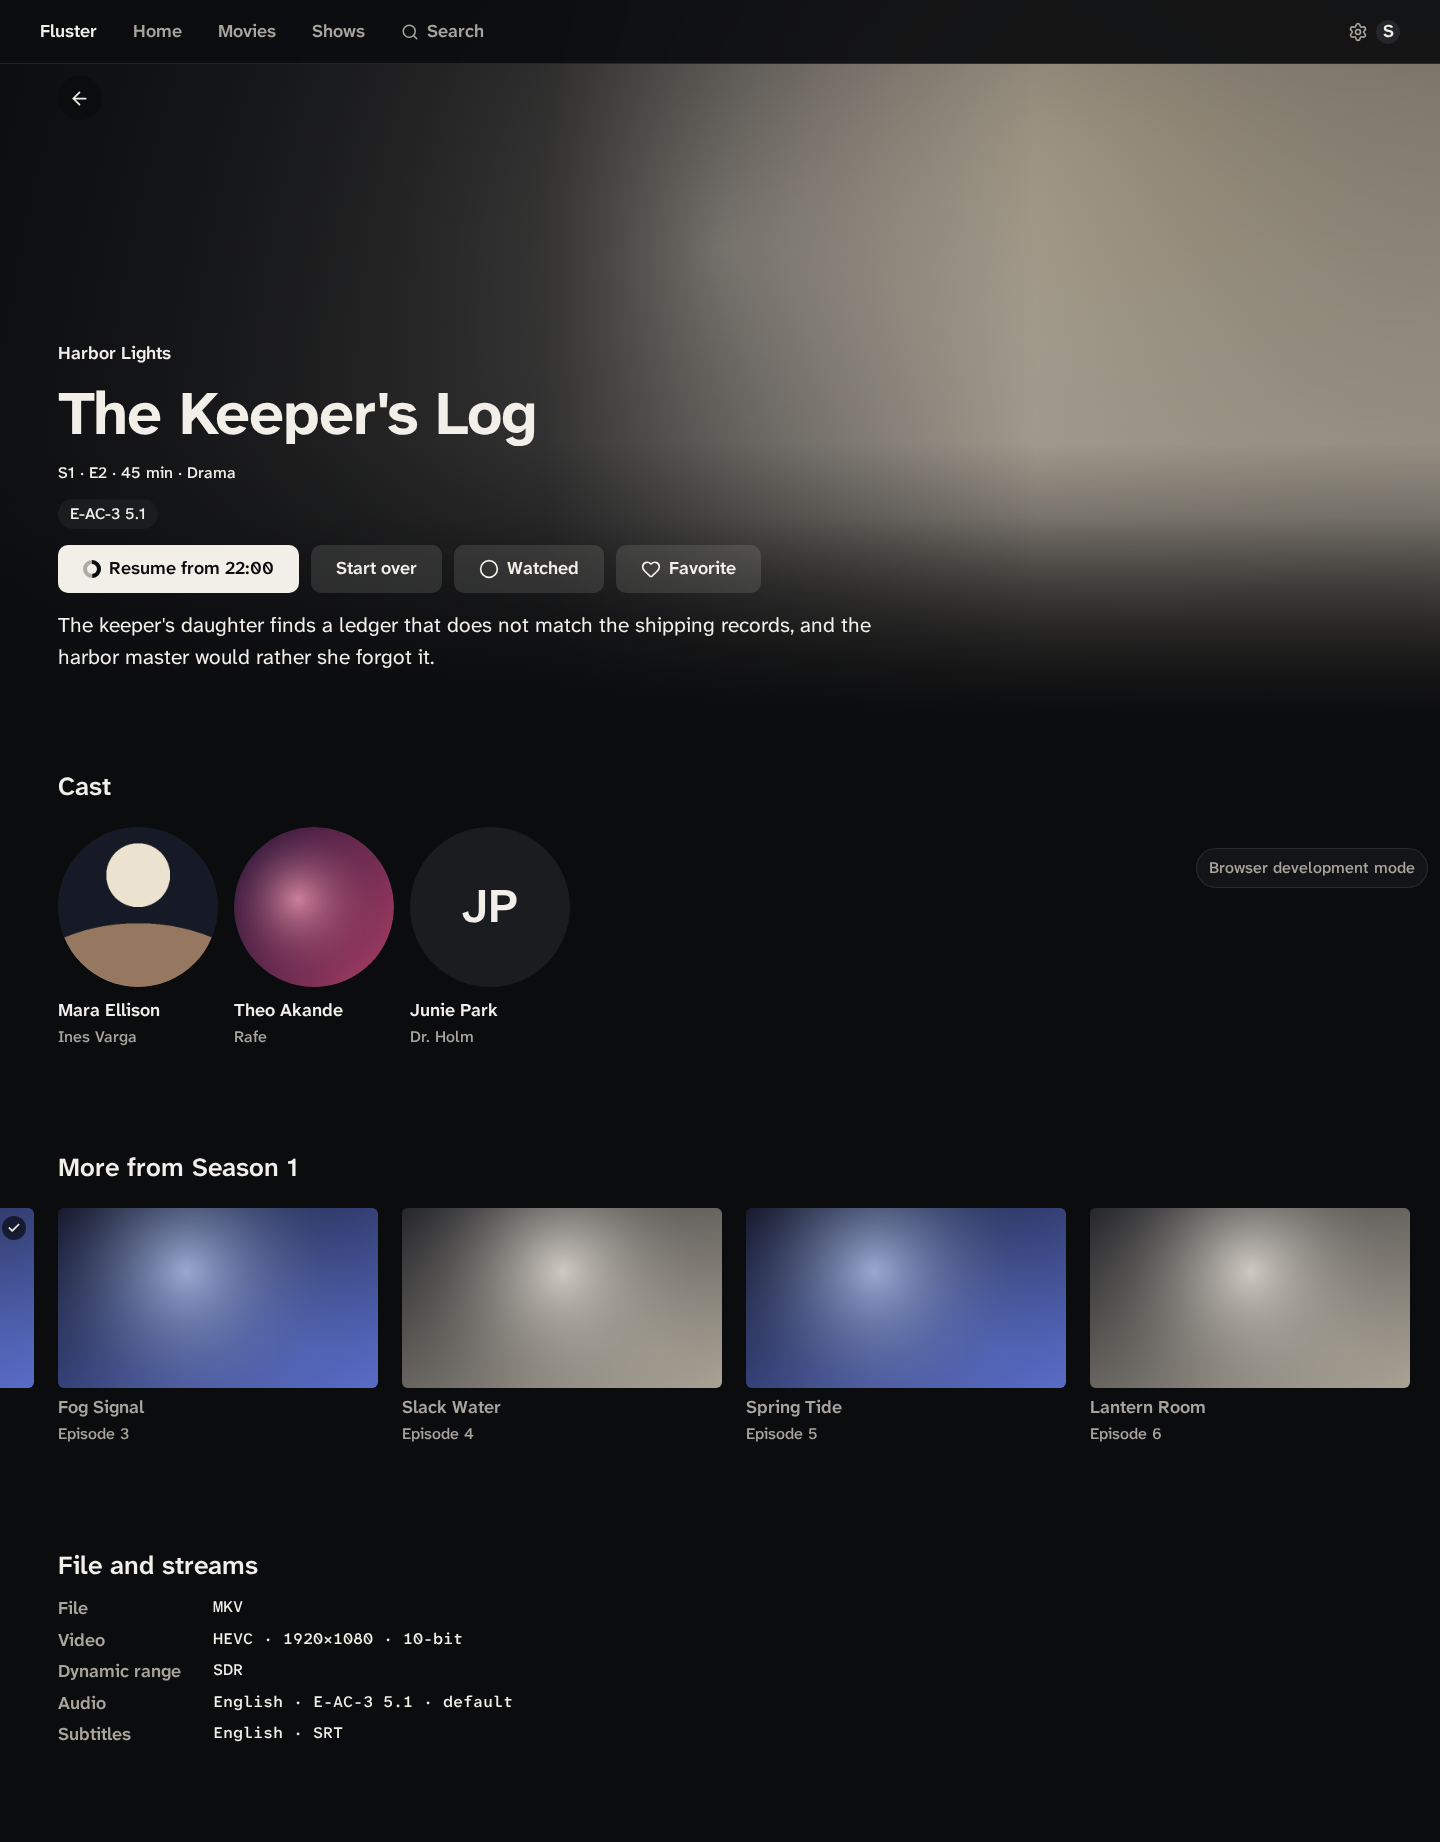 Fluster
Home
Movies
Shows
Search
S
Harbor Lights
The Keeper's Log
S1 · E2 · 45 min · Drama
E-AC-3 5.1
Resume from 22:00
Start over
Watched
Favorite
The keeper's daughter finds a ledger that does not match the shipping records, and the
harbor master would rather she forgot it.
Cast
Browser development mode
JP
Mara Ellison
Ines Varga
Theo Akande
Rafe
Junie Park
Dr. Holm
More from Season 1
Fog Signal
Episode 3
Slack Water
Episode 4
Spring Tide
Episode 5
Lantern Room
Episode 6
File and streams
File MKV
Video HEVC · 1920×1080 · 10-bit
Dynamic range SDR
Audio English · E-AC-3 5.1 · default
Subtitles English · SRT